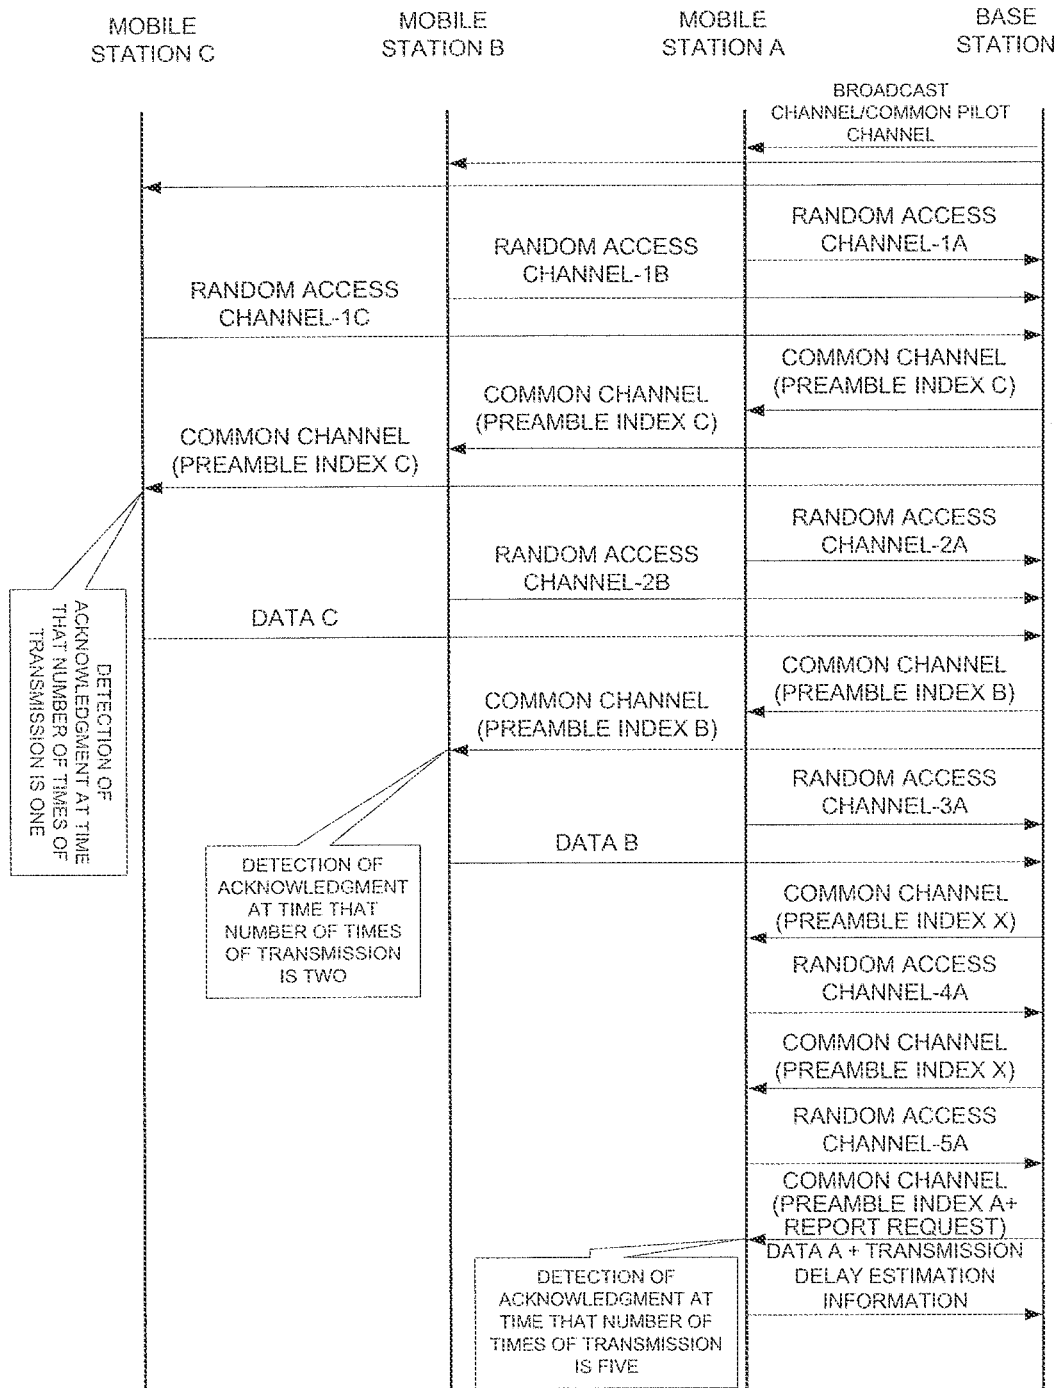 MOBILE
STATION C
MOBILE
STATION B
MOBILE
STATION A
BASE
STATION
BROADCAST
CHANNEL/COMMON PILOT
CHANNEL
RANDOM ACCESS
CHANNEL-1A
RANDOM ACCESS
CHANNEL-1B
RANDOM ACCESS
CHANNEL-1C
COMMON CHANNEL
(PREAMBLE INDEX C)
COMMON CHANNEL
(PREAMBLE INDEX C)
COMMON CHANNEL
(PREAMBLE INDEX C)
RANDOM ACCESS
CHANNEL-2A
RANDOM ACCESS
CHANNEL-2B
DATA C
DETECTION OF
ACKNOWLEDGMENT AT TIME
THAT NUMBER OF TIMES OF
TRANSMISSION IS ONE
COMMON CHANNEL
(PREAMBLE INDEX B)
COMMON CHANNEL
(PREAMBLE INDEX B)
RANDOM ACCESS
CHANNEL-3A
DATA B
DETECTION OF
ACKNOWLEDGMENT
AT TIME THAT
NUMBER OF TIMES
OF TRANSMISSION
IS TWO
COMMON CHANNEL
(PREAMBLE INDEX X)
RANDOM ACCESS
CHANNEL-4A
COMMON CHANNEL
(PREAMBLE INDEX X)
RANDOM ACCESS
CHANNEL-5A
COMMON CHANNEL
(PREAMBLE INDEX A+
REPORT REQUEST)
DATA A + TRANSMISSION
DELAY ESTIMATION
INFORMATION
DETECTION OF
ACKNOWLEDGMENT AT
TIME THAT NUMBER OF
TIMES OF TRANSMISSION
IS FIVE